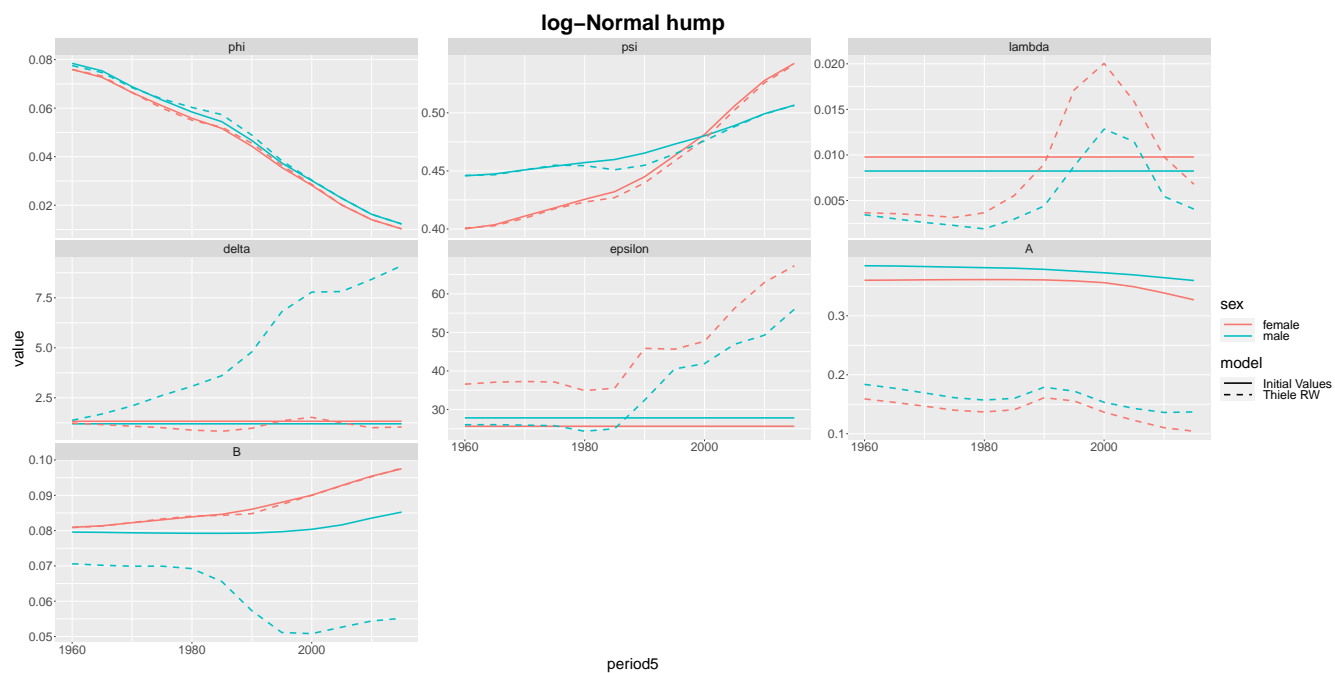 log−Normal hump
phi
psi
lambda
0.08
0.06
0.04
0.02
0.50
0.45
0.40
0.020
0.015
0.010
0.005
delta
epsilon
A
7.5
5.0
2.5
60
50
40
30
0.3
0.2
0.1
1960
1980
2000
1960
1980
2000
B
0.10
0.09
0.08
0.07
0.06
0.05
1960
1980
2000
value
period5
sex
female
male
model
Initial Values
Thiele RW